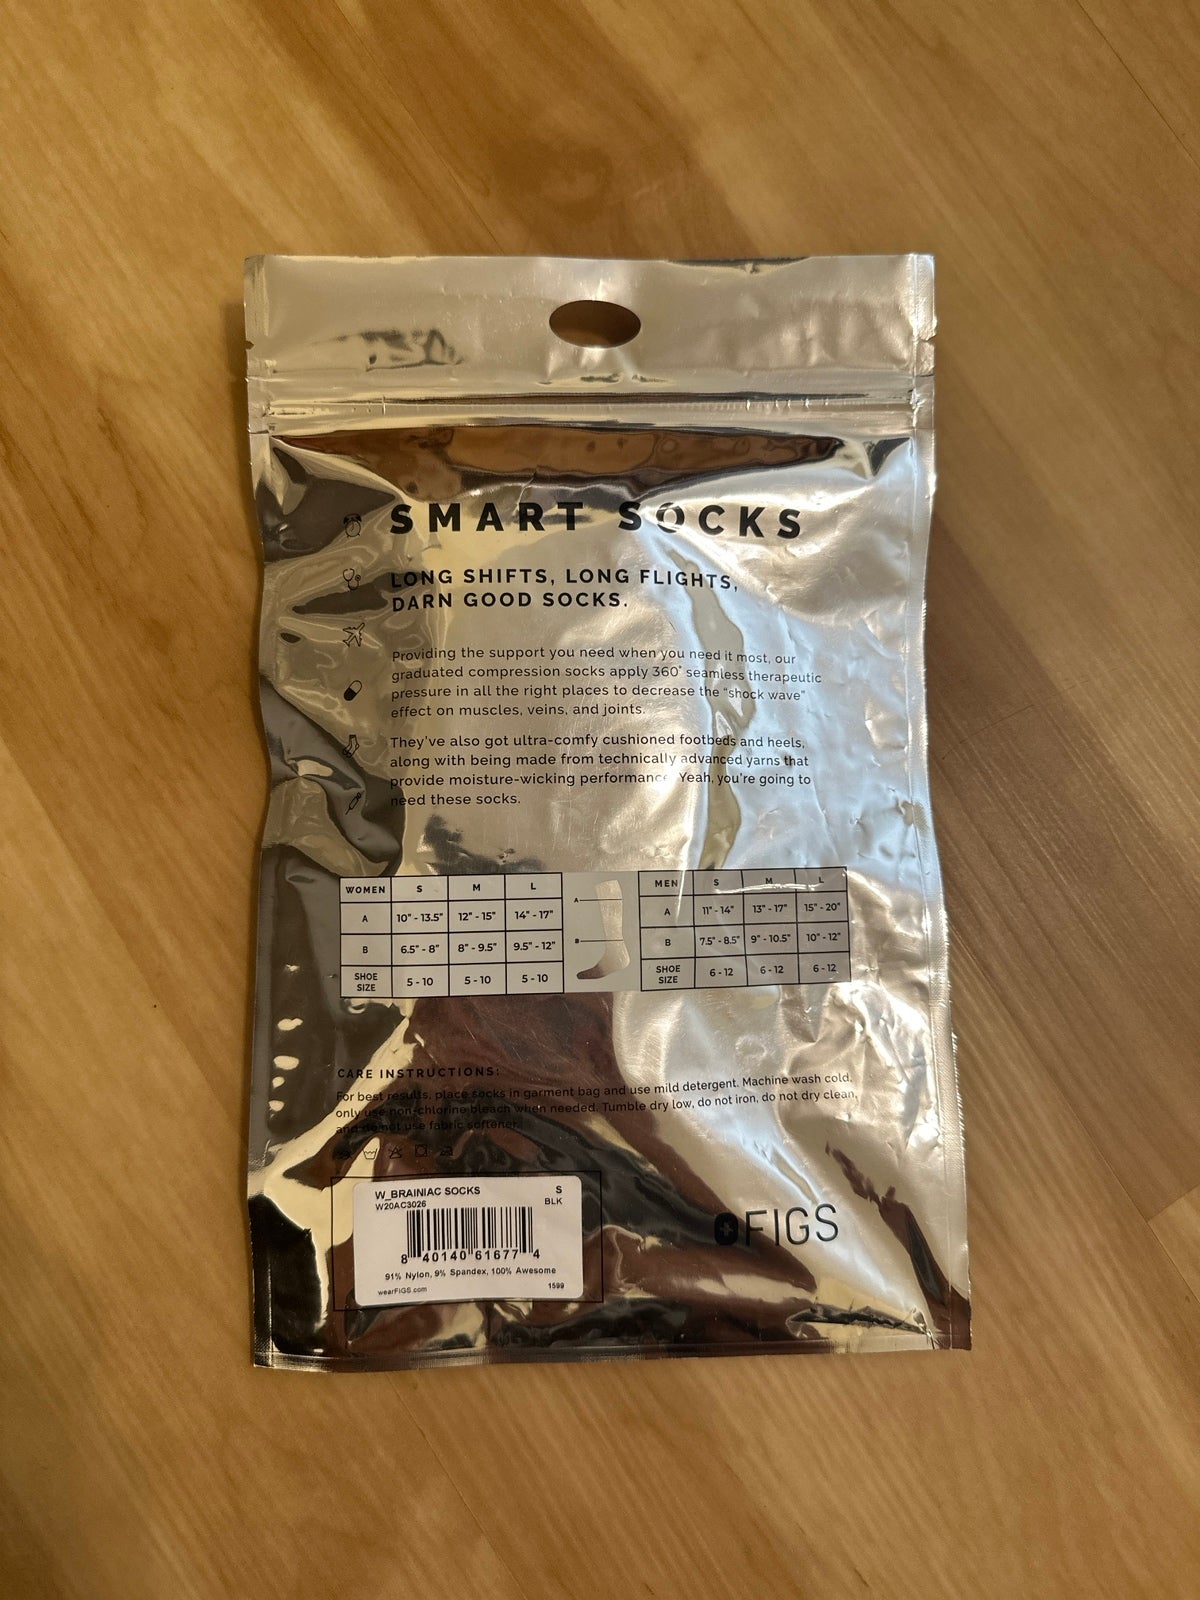 SMART SOCKS
LONG SHIFTS, LONG FLIGHTS,
DARN GOOD SOCKS.
Providing the support you need when you need it most, our
graduated compression socks apply 360° seamless therapeutic
pressure in all the right places to decrease the "shock wave"
effect on muscles, veins, and joints.
They've also got ultra-comfy cushioned footbeds and heels,
along with being made from technically advanced yarns that
provide moisture-wicking performance. Yeah, you're going to
need these socks.
WOMEN S M L
A 10" - 13.5" 12" - 15" 14" - 17"
B 6.5" - 8" 8" - 9.5" 9.5" - 12"
SHOE SIZE 5 - 10 5 - 10 5 - 10
A
B
MEN S M L
A 11" - 14" 13" - 17" 15" - 20"
B 7.5" - 8.5" 9" - 10.5" 10" - 12"
SHOE SIZE 6 - 12 6 - 12 6 - 12
CARE INSTRUCTIONS:
For best results, place socks in garment bag and use mild detergent. Machine wash cold,
only use non-chlorine bleach when needed. Tumble dry low, do not iron, do not dry clean,
and do not use fabric softener.
W_BRAINIAC SOCKS S
W20AC3026 BLK
8 40140 61677 4
91% Nylon, 9% Spandex, 100% Awesome
wearFIGS.com 1599
FIGS